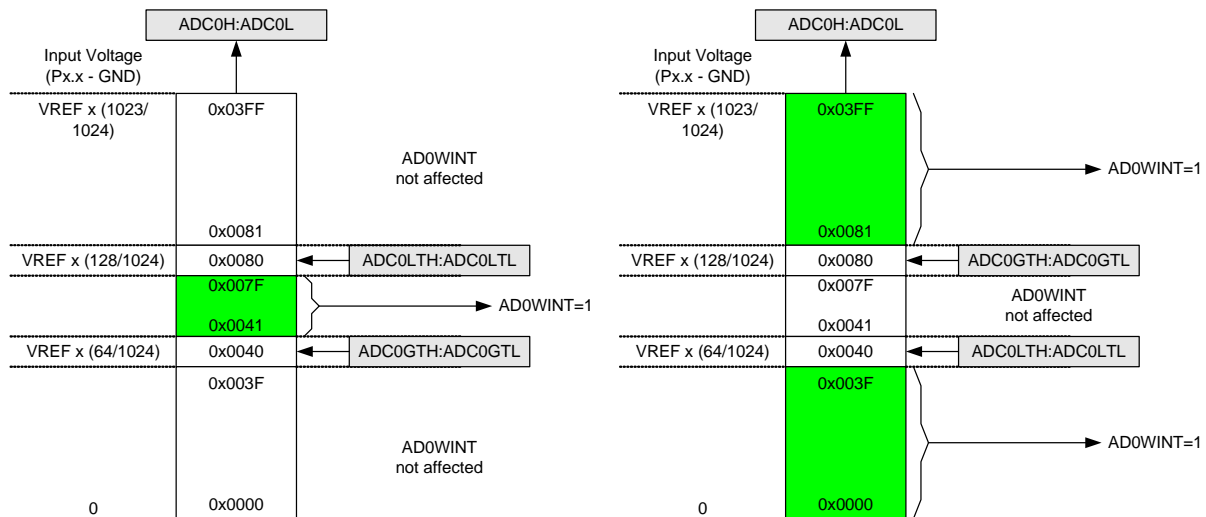 ADC0H:ADC0L
Input Voltage
(Px.x - GND)
VREF x (1023/
1024)
0x03FF
AD0WINT
not affected
0x0081
VREF x (128/1024)
0x0080
ADC0LTH:ADC0LTL
0x007F
AD0WINT=1
0x0041
VREF x (64/1024)
0x0040
ADC0GTH:ADC0GTL
0x003F
AD0WINT
not affected
0
0x0000
ADC0H:ADC0L
Input Voltage
(Px.x - GND)
VREF x (1023/
1024)
0x03FF
AD0WINT=1
0x0081
VREF x (128/1024)
0x0080
ADC0GTH:ADC0GTL
0x007F
AD0WINT
not affected
0x0041
VREF x (64/1024)
0x0040
ADC0LTH:ADC0LTL
0x003F
AD0WINT=1
0
0x0000